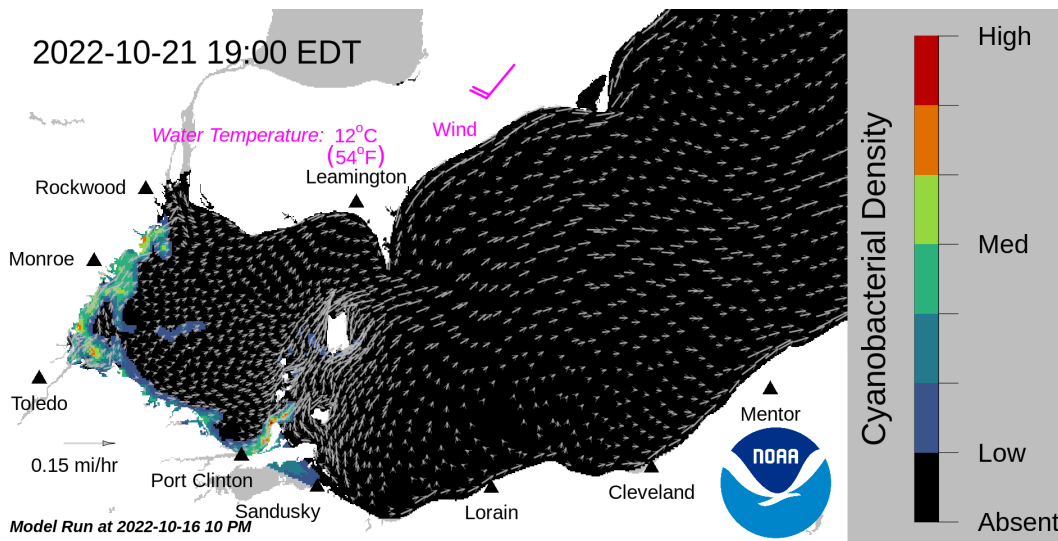 2022-10-21 19:00 EDT
High
Water Temperature: 12°C
(54°F)
Wind
Leamington
Rockwood
Monroe
Med
Cyanobacterial Density
Toledo
Mentor
0.15 mi/hr
NOAA
Port Clinton
Low
Cleveland
Sandusky
Lorain
Model Run at 2022-10-16 10 PM
Absent